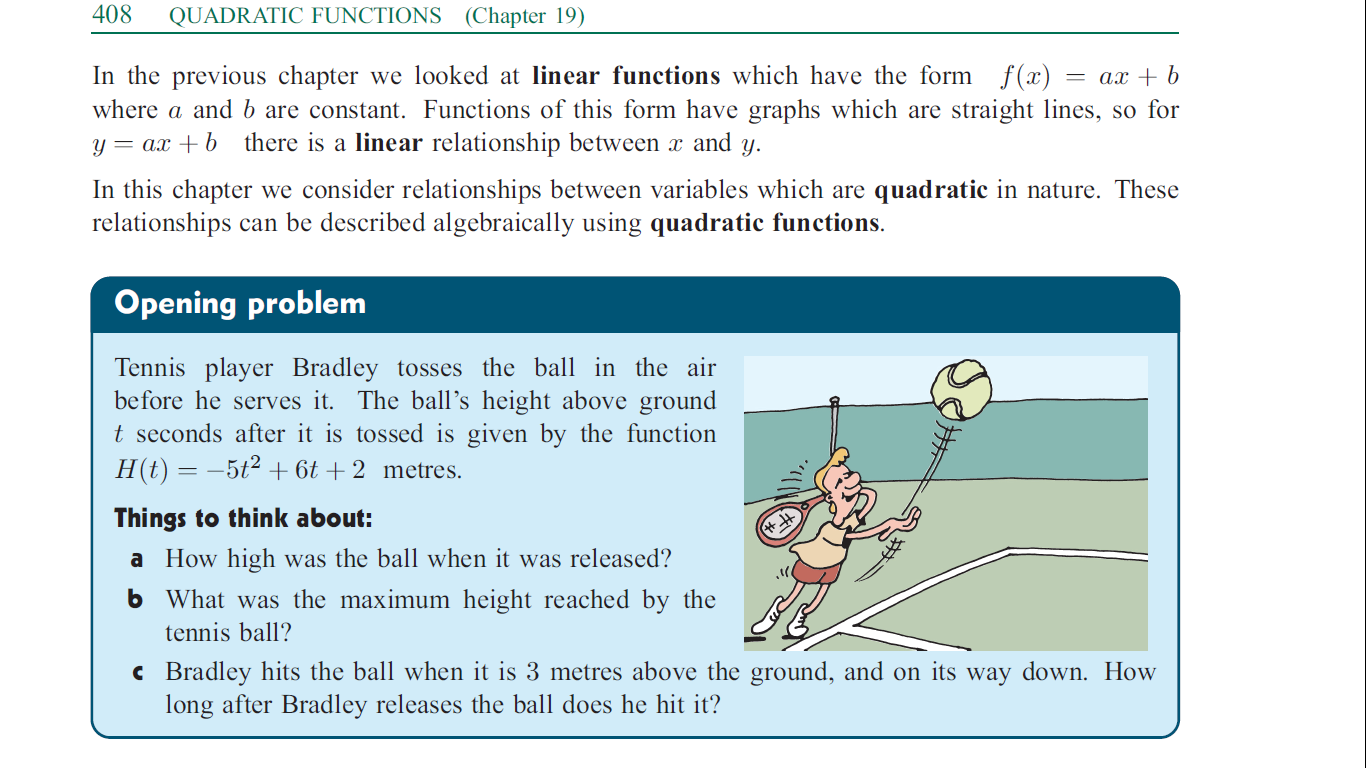 408 QUADRATIC FUNCTIONS (Chapter 19)
In the previous chapter we looked at linear functions which have the form f(x) = ax + b
where a and b are constant. Functions of this form have graphs which are straight lines, so for
y = ax + b there is a linear relationship between x and y.
In this chapter we consider relationships between variables which are quadratic in nature. These
relationships can be described algebraically using quadratic functions.
Opening problem
Tennis player Bradley tosses the ball in the air
before he serves it. The ball's height above ground
t seconds after it is tossed is given by the function
H(t) = −5t² + 6t + 2 metres.
Things to think about:
a How high was the ball when it was released?
b What was the maximum height reached by the
tennis ball?
c Bradley hits the ball when it is 3 metres above the ground, and on its way down. How
long after Bradley releases the ball does he hit it?